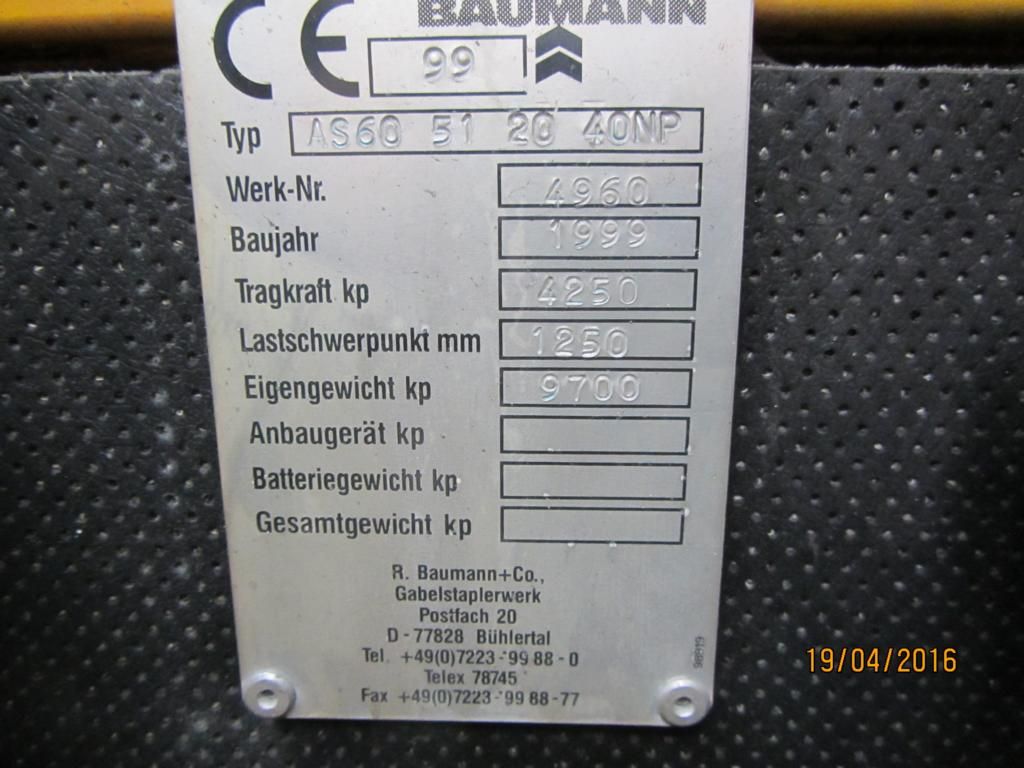 CE BAUMANN
99
Typ AS60 51 20 40NP
Werk-Nr. 4960
Baujahr 1999
Tragkraft kp 4250
Lastschwerpunkt mm 1250
Eigengewicht kp 9700
Anbaugerät kp
Batteriegewicht kp
Gesamtgewicht kp
R. Baumann+Co.,
Gabelstaplerwerk
Postfach 20
D - 77828 Bühlertal
Tel. +49(0)7223-99 88 - 0
Telex 78745
Fax +49(0)7223-99 88-77
19/04/2016